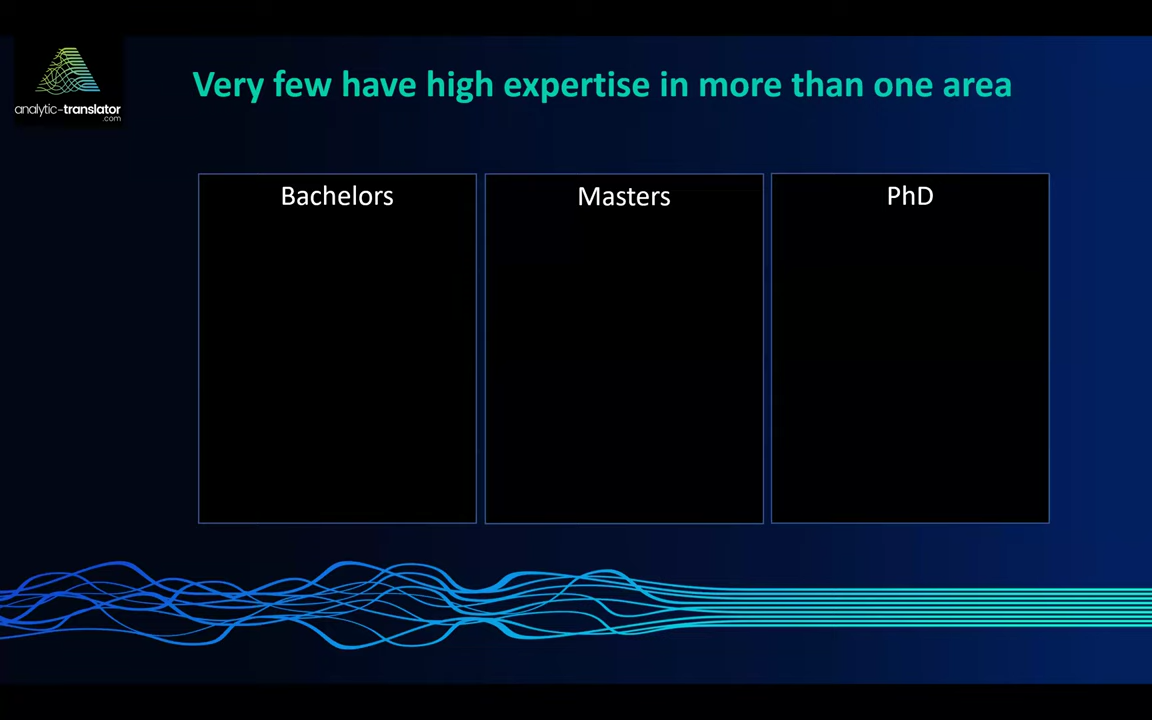 Very few have high expertise in more than one area
analytic-translator
.com
Bachelors
Masters
PhD